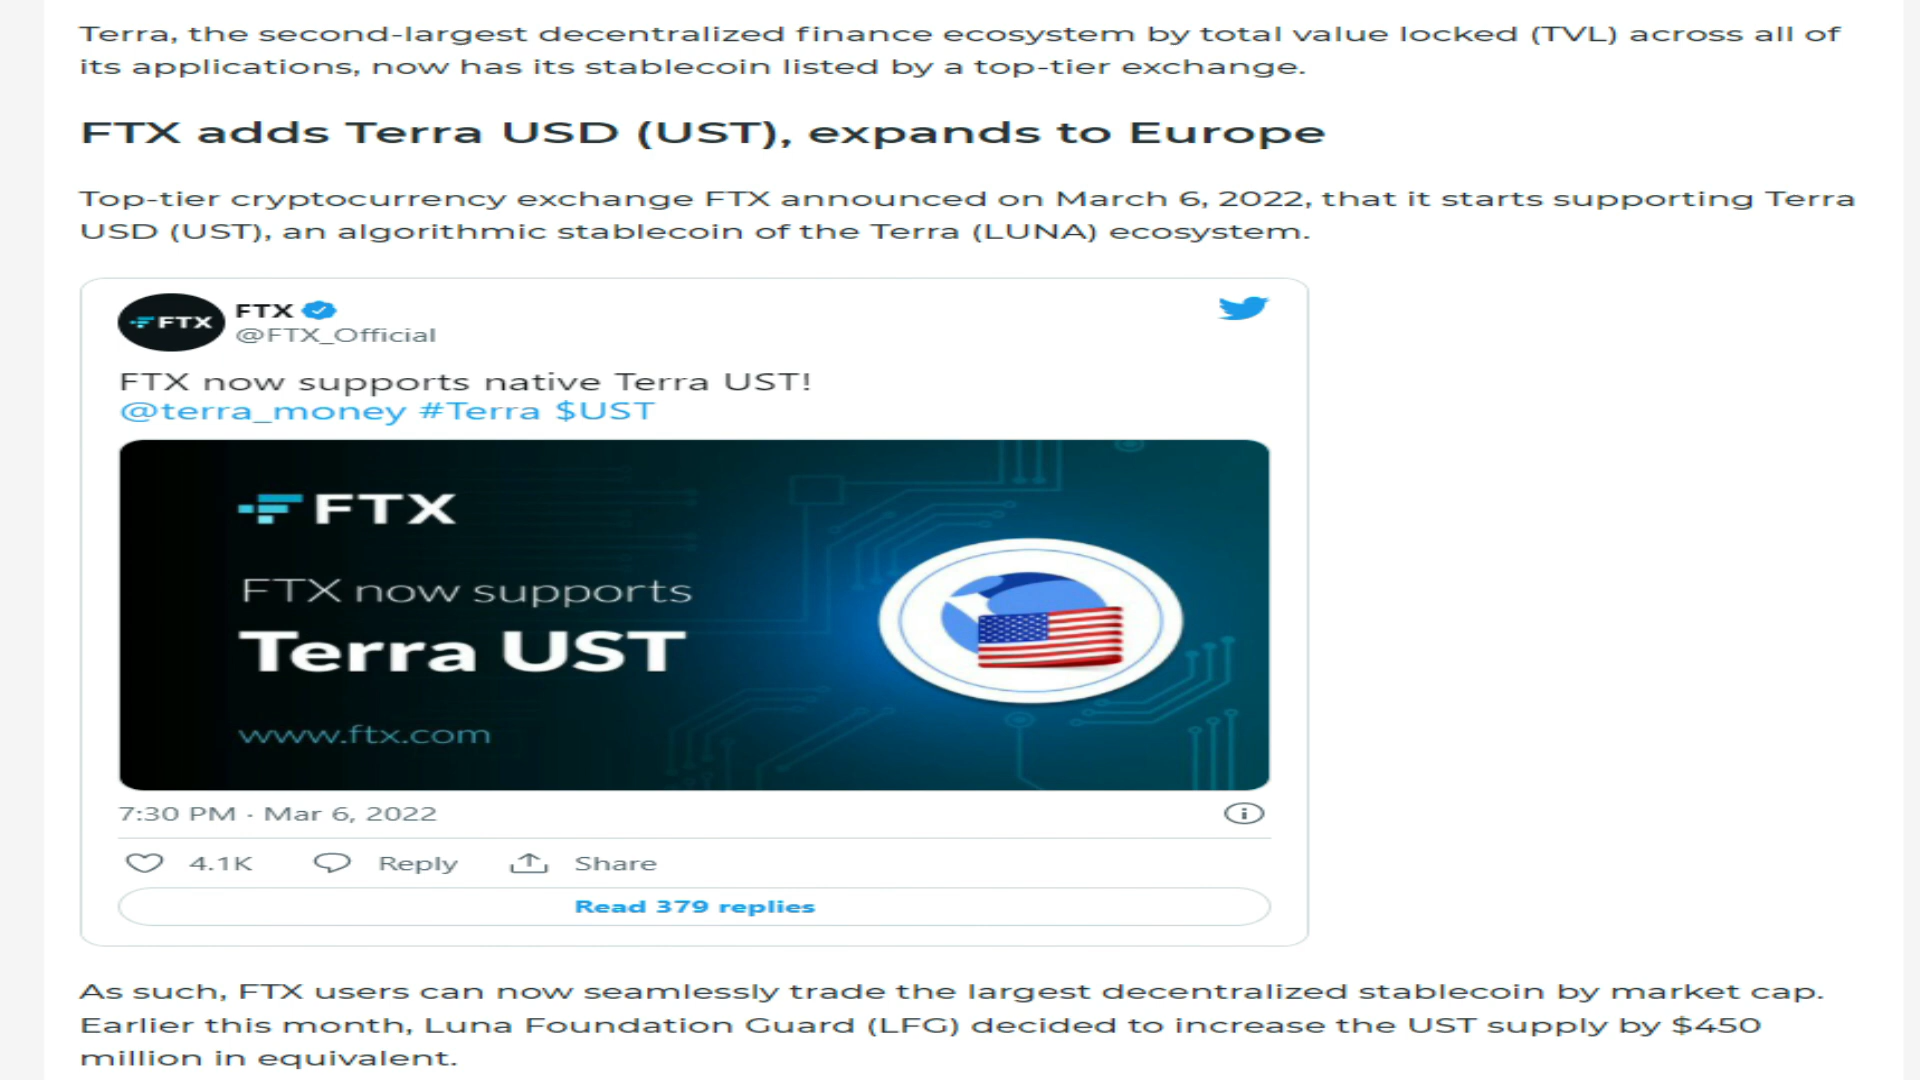 Terra, the second-largest decentralized finance ecosystem by total value locked (TVL) across all of
its applications, now has its stablecoin listed by a top-tier exchange.
FTX adds Terra USD (UST), expands to Europe
Top-tier cryptocurrency exchange FTX announced on March 6, 2022, that it starts supporting Terra
USD (UST), an algorithmic stablecoin of the Terra (LUNA) ecosystem.
FTX
FTX
@FTX_Official
FTX now supports native Terra UST!
@terra_money #Terra $UST
FTX
FTX now supports
Terra UST
www.ftx.com
7:30 PM · Mar 6, 2022
4.1K Reply Share
Read 379 replies
As such, FTX users can now seamlessly trade the largest decentralized stablecoin by market cap.
Earlier this month, Luna Foundation Guard (LFG) decided to increase the UST supply by $450
million in equivalent.